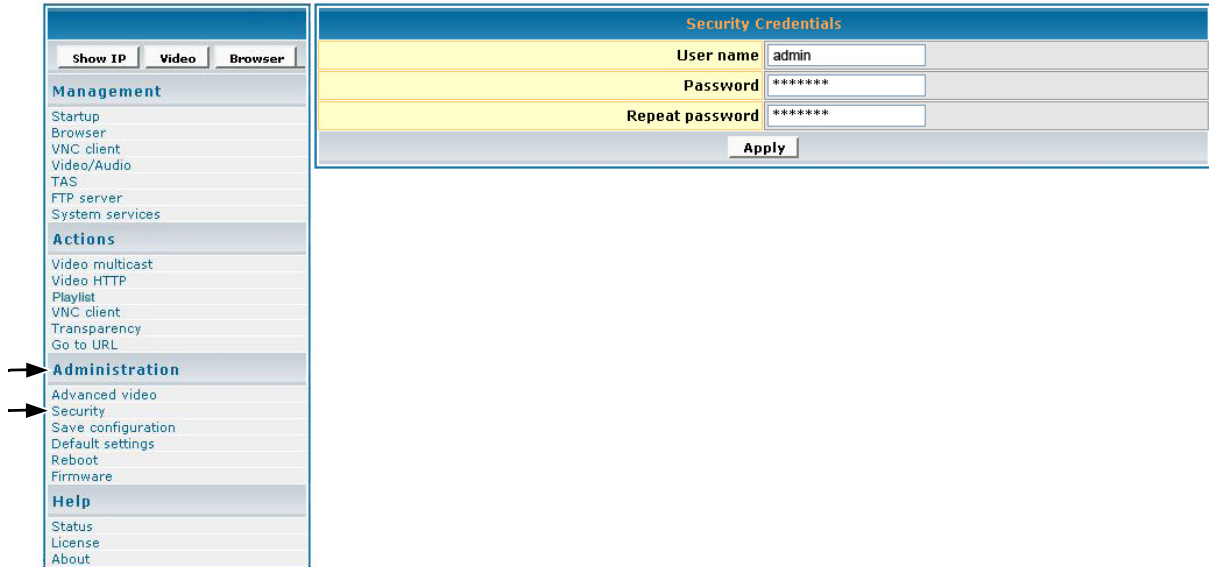 Show IP Video Browser
Management
Startup
Browser
VNC client
Video/Audio
TAS
FTP server
System services
Actions
Video multicast
Video HTTP
Playlist
VNC client
Transparency
Go to URL
Administration
Advanced video
Security
Save configuration
Default settings
Reboot
Firmware
Help
Status
License
About
Security Credentials
User name admin
Password *******
Repeat password *******
Apply